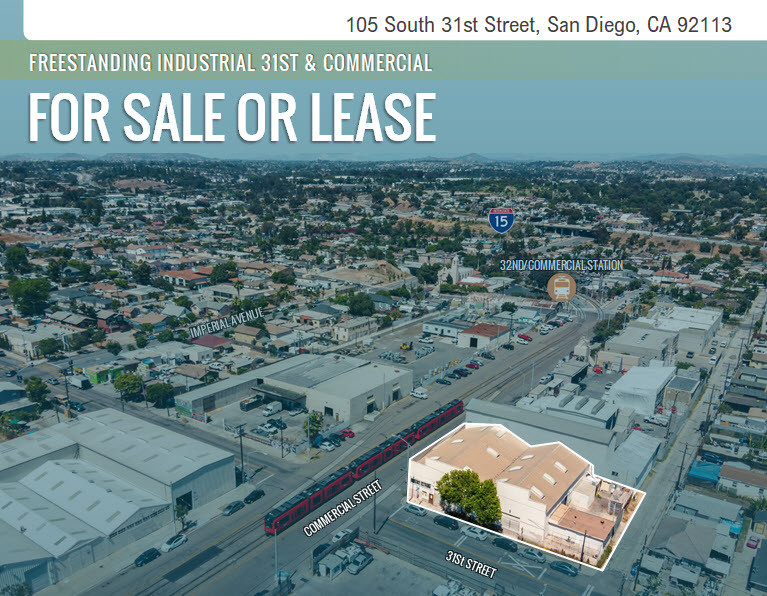 105 South 31st Street, San Diego, CA 92113
FREESTANDING INDUSTRIAL 31ST & COMMERCIAL
FOR SALE OR LEASE
15
32ND/COMMERCIAL STATION
IMPERIAL AVENUE
COMMERCIAL STREET
31ST STREET